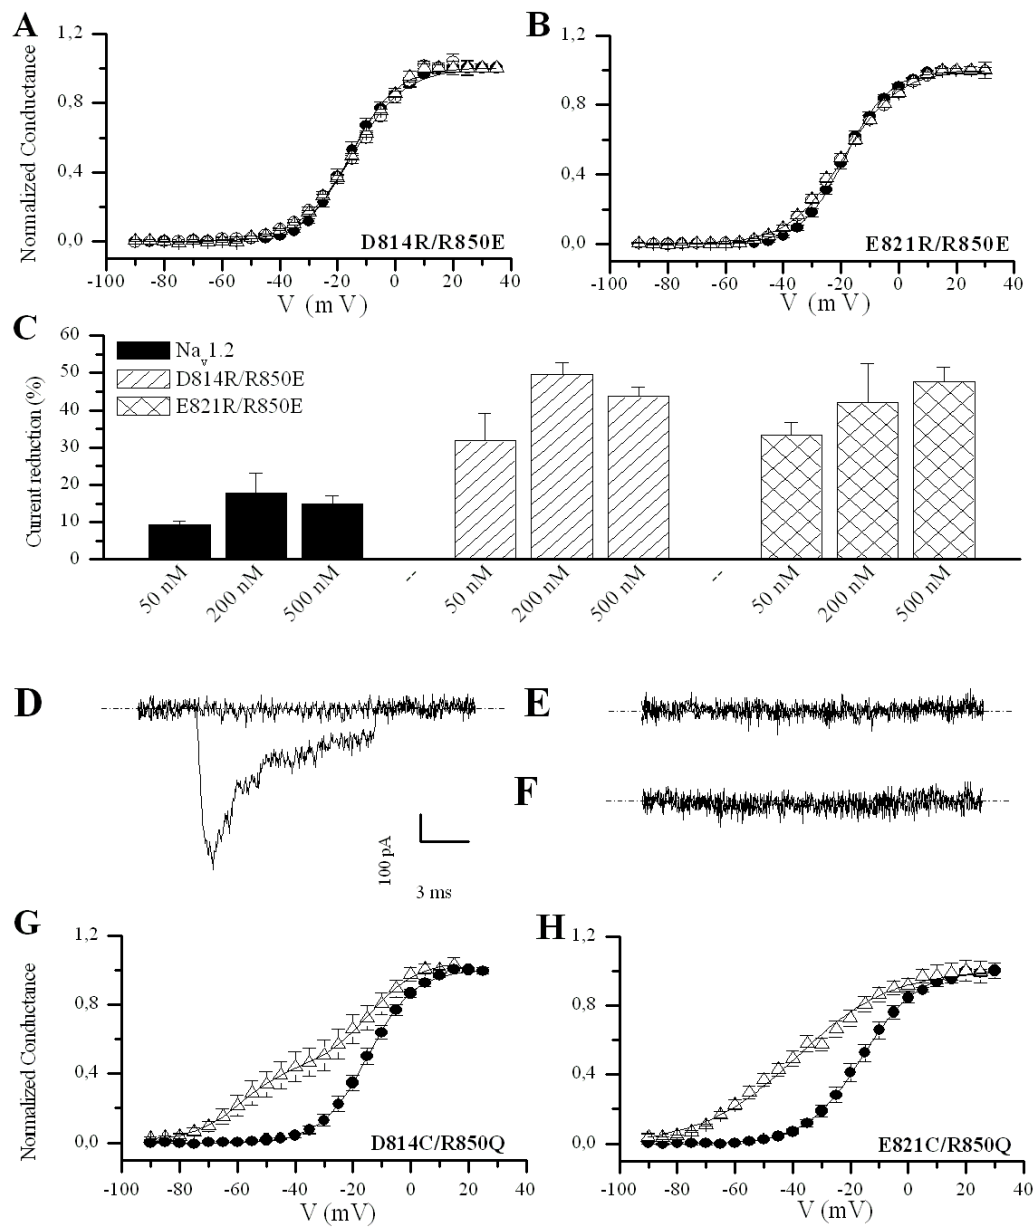 A
1,2
0,8
0,4
0,0
Normalized Conductance
D814R/R850E
-100 -80 -60 -40 -20 0 20 40
V (mV)
B
1,2
0,8
0,4
0,0
E821R/R850E
-100 -80 -60 -40 -20 0 20 40
V (mV)
C
60
50
40
30
20
10
0
Current reduction (%)
Nav1.2
D814R/R850E
E821R/R850E
50 nM
200 nM
500 nM
--
50 nM
200 nM
500 nM
--
50 nM
200 nM
500 nM
D
E
F
100 pA
3 ms
G
1,2
0,8
0,4
0,0
Normalized Conductance
D814C/R850Q
-100 -80 -60 -40 -20 0 20 40
V (mV)
H
1,2
0,8
0,4
0,0
E821C/R850Q
-100 -80 -60 -40 -20 0 20 40
V (mV)